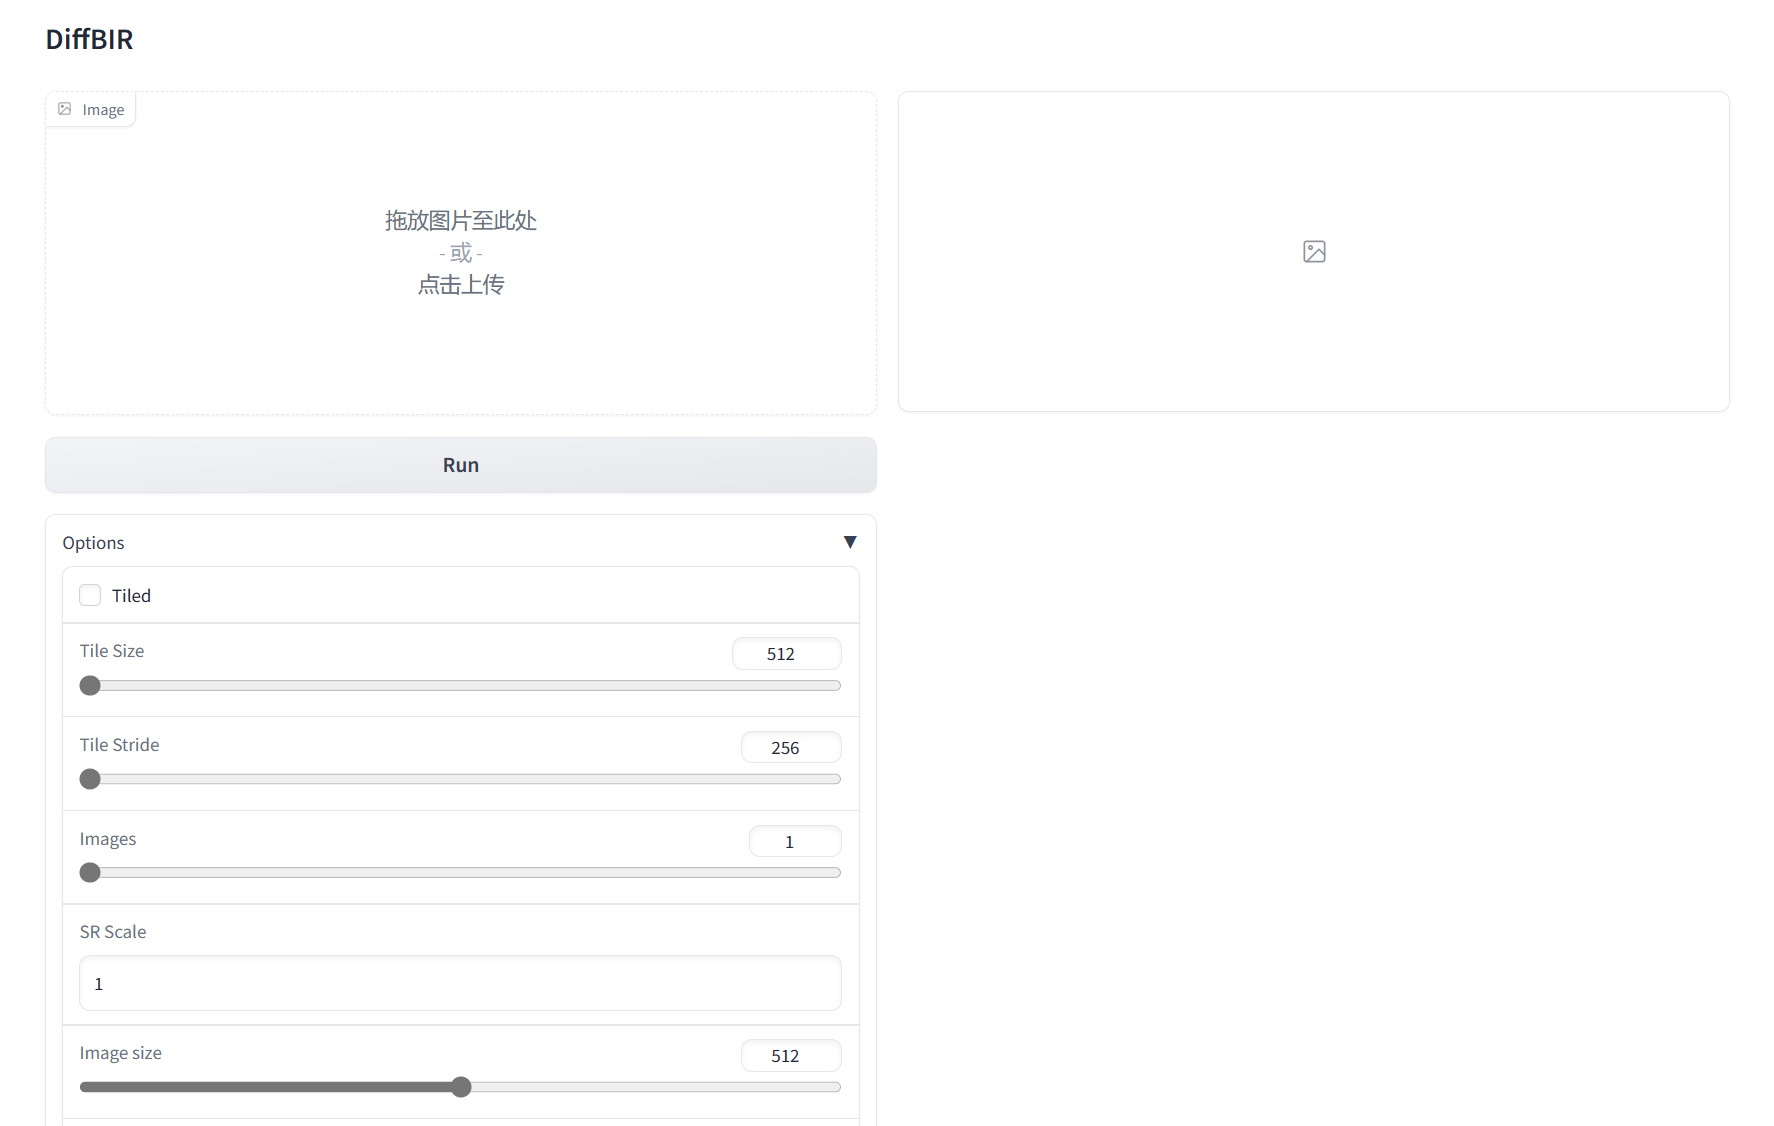 DiffBIR
Image
拖放图片至此处
- 或 -
点击上传
Run
Options
▼
Tiled
Tile Size
512
Tile Stride
256
Images
1
SR Scale
1
Image size
512